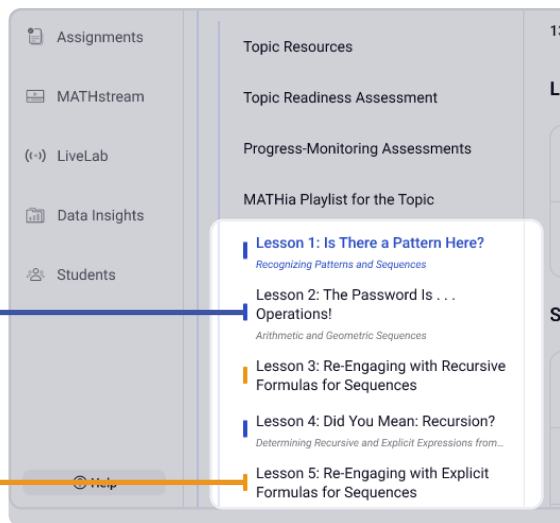 Assignments
MATHstream
LiveLab
Data Insights
Students
Help
Topic Resources
Topic Readiness Assessment
Progress-Monitoring Assessments
MATHia Playlist for the Topic
Lesson 1: Is There a Pattern Here?
Recognizing Patterns and Sequences
Lesson 2: The Password Is . . .
Operations!
Arithmetic and Geometric Sequences
Lesson 3: Re-Engaging with Recursive
Formulas for Sequences
Lesson 4: Did You Mean: Recursion?
Determining Recursive and Explicit Expressions from...
Lesson 5: Re-Engaging with Explicit
Formulas for Sequences